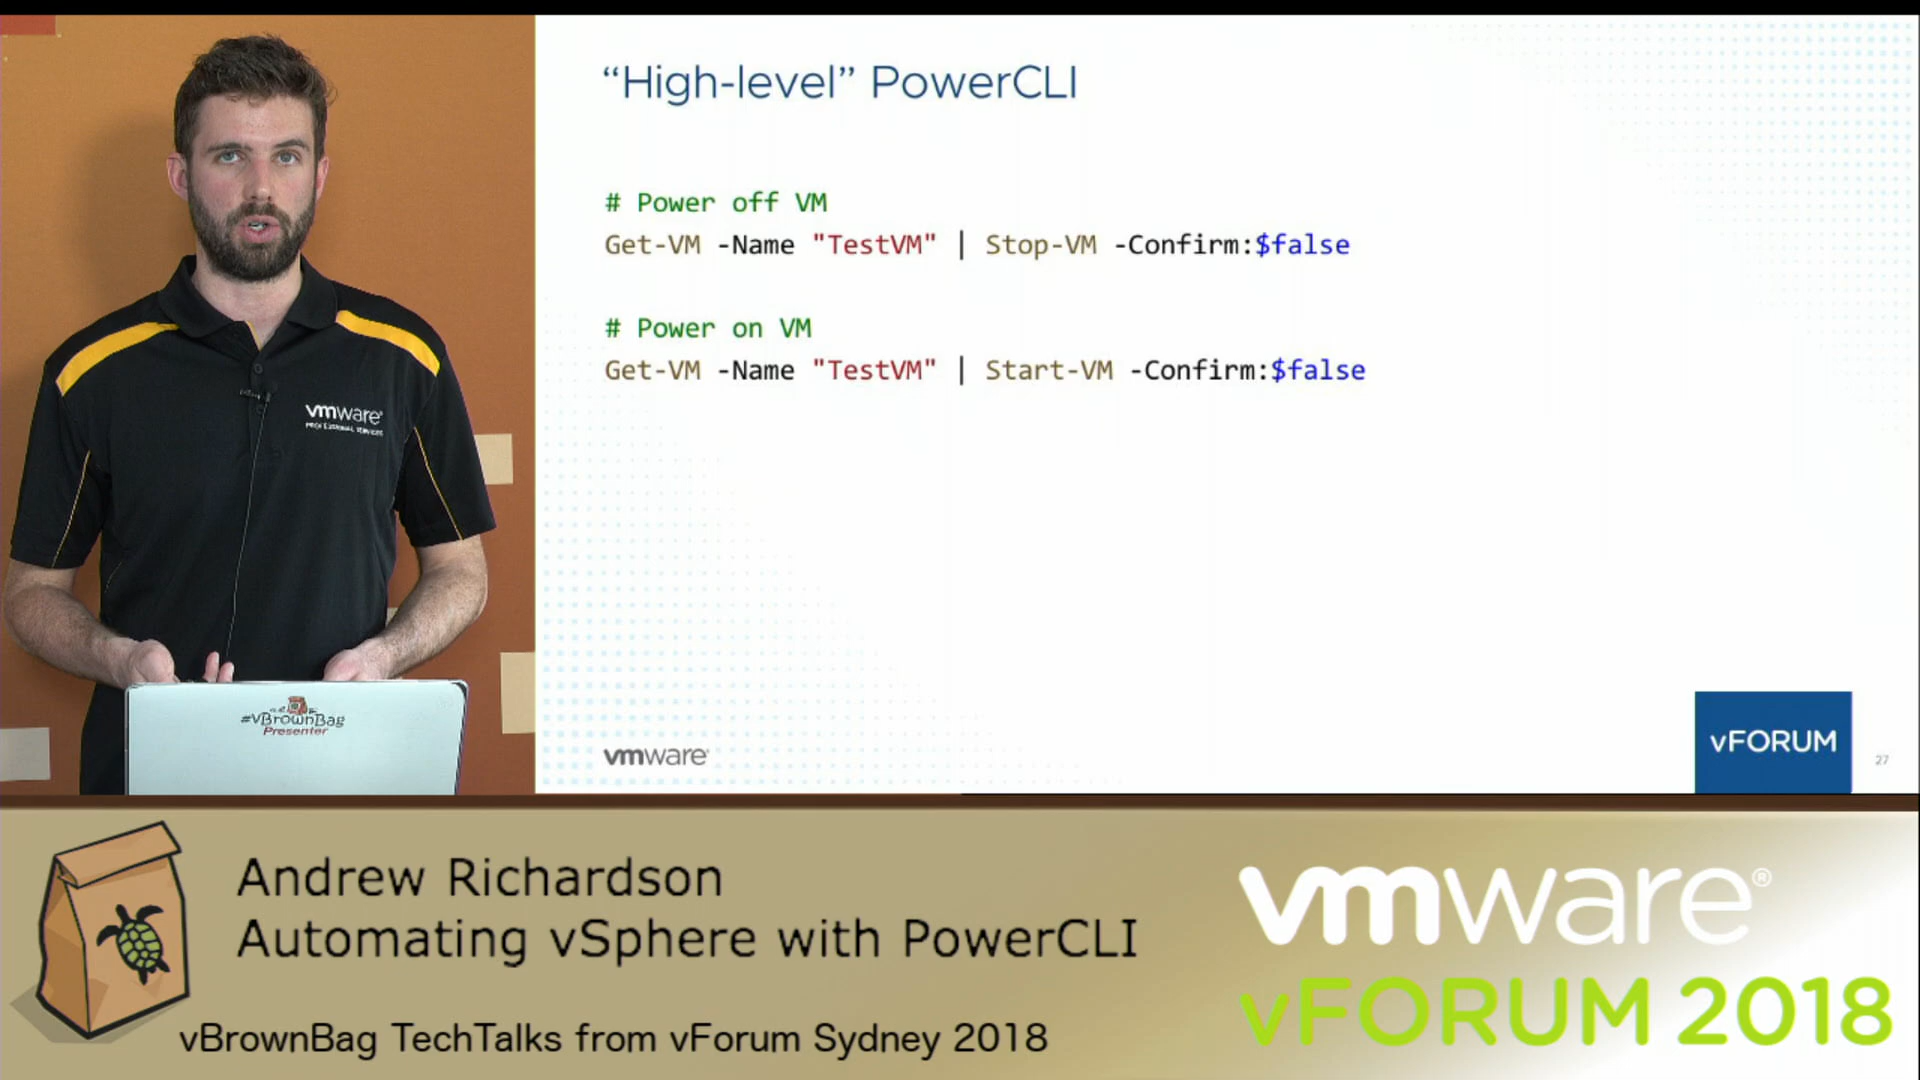 “High-level” PowerCLI
# Power off VM
Get-VM -Name "TestVM" | Stop-VM -Confirm:$false
# Power on VM
Get-VM -Name "TestVM" | Start-VM -Confirm:$false
vmware®
PROFESSIONAL SERVICES
#VBrownBag
Presenter
vmware®
vFORUM
27
Andrew Richardson
Automating vSphere with PowerCLI
vBrownBag TechTalks from vForum Sydney 2018
vmware®
vFORUM 2018